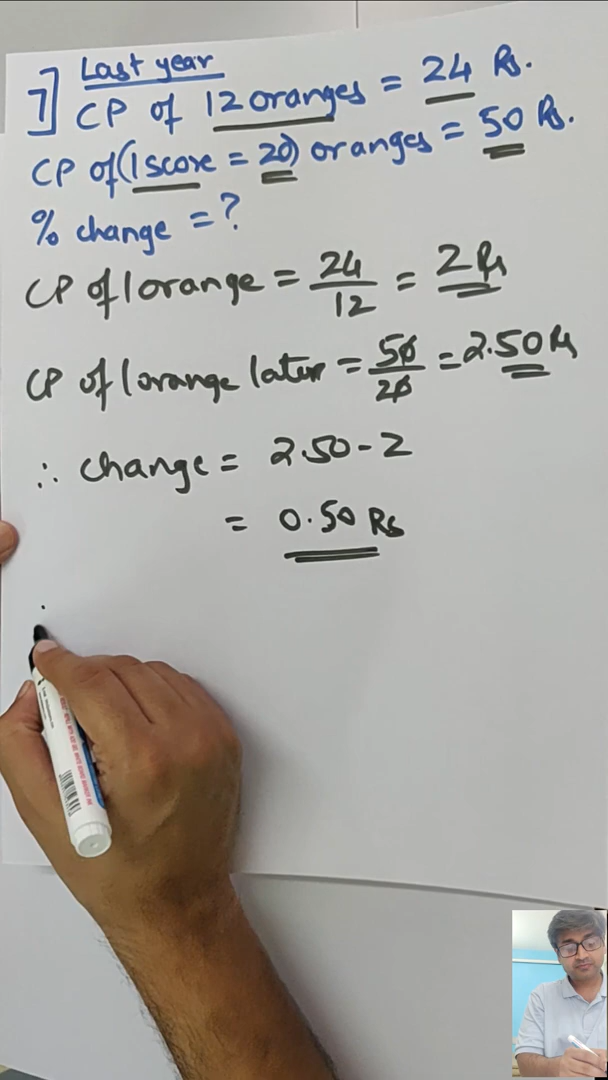 7] Last year
CP of 12 oranges = 24 Rs.
CP of (1 score = 20) oranges = 50 Rs.
% change = ?
CP of 1 orange = 24/12 = 2 Rs
CP of 1 orange later = 50/20 = 2.50 Rs
∴ change = 2.50 - 2
= 0.50 Rs